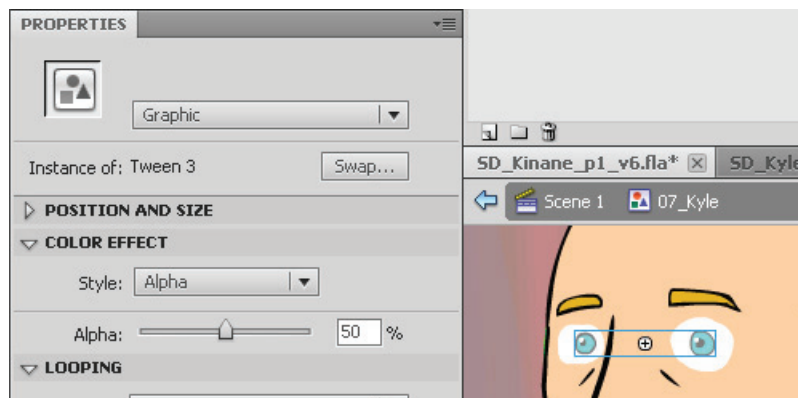 PROPERTIES
Graphic
Instance of: Tween 3 Swap...
POSITION AND SIZE
COLOR EFFECT
Style: Alpha
Alpha: 50 %
LOOPING
SD_Kinane_p1_v6.fla* SD_Kyle
Scene 1 07_Kyle